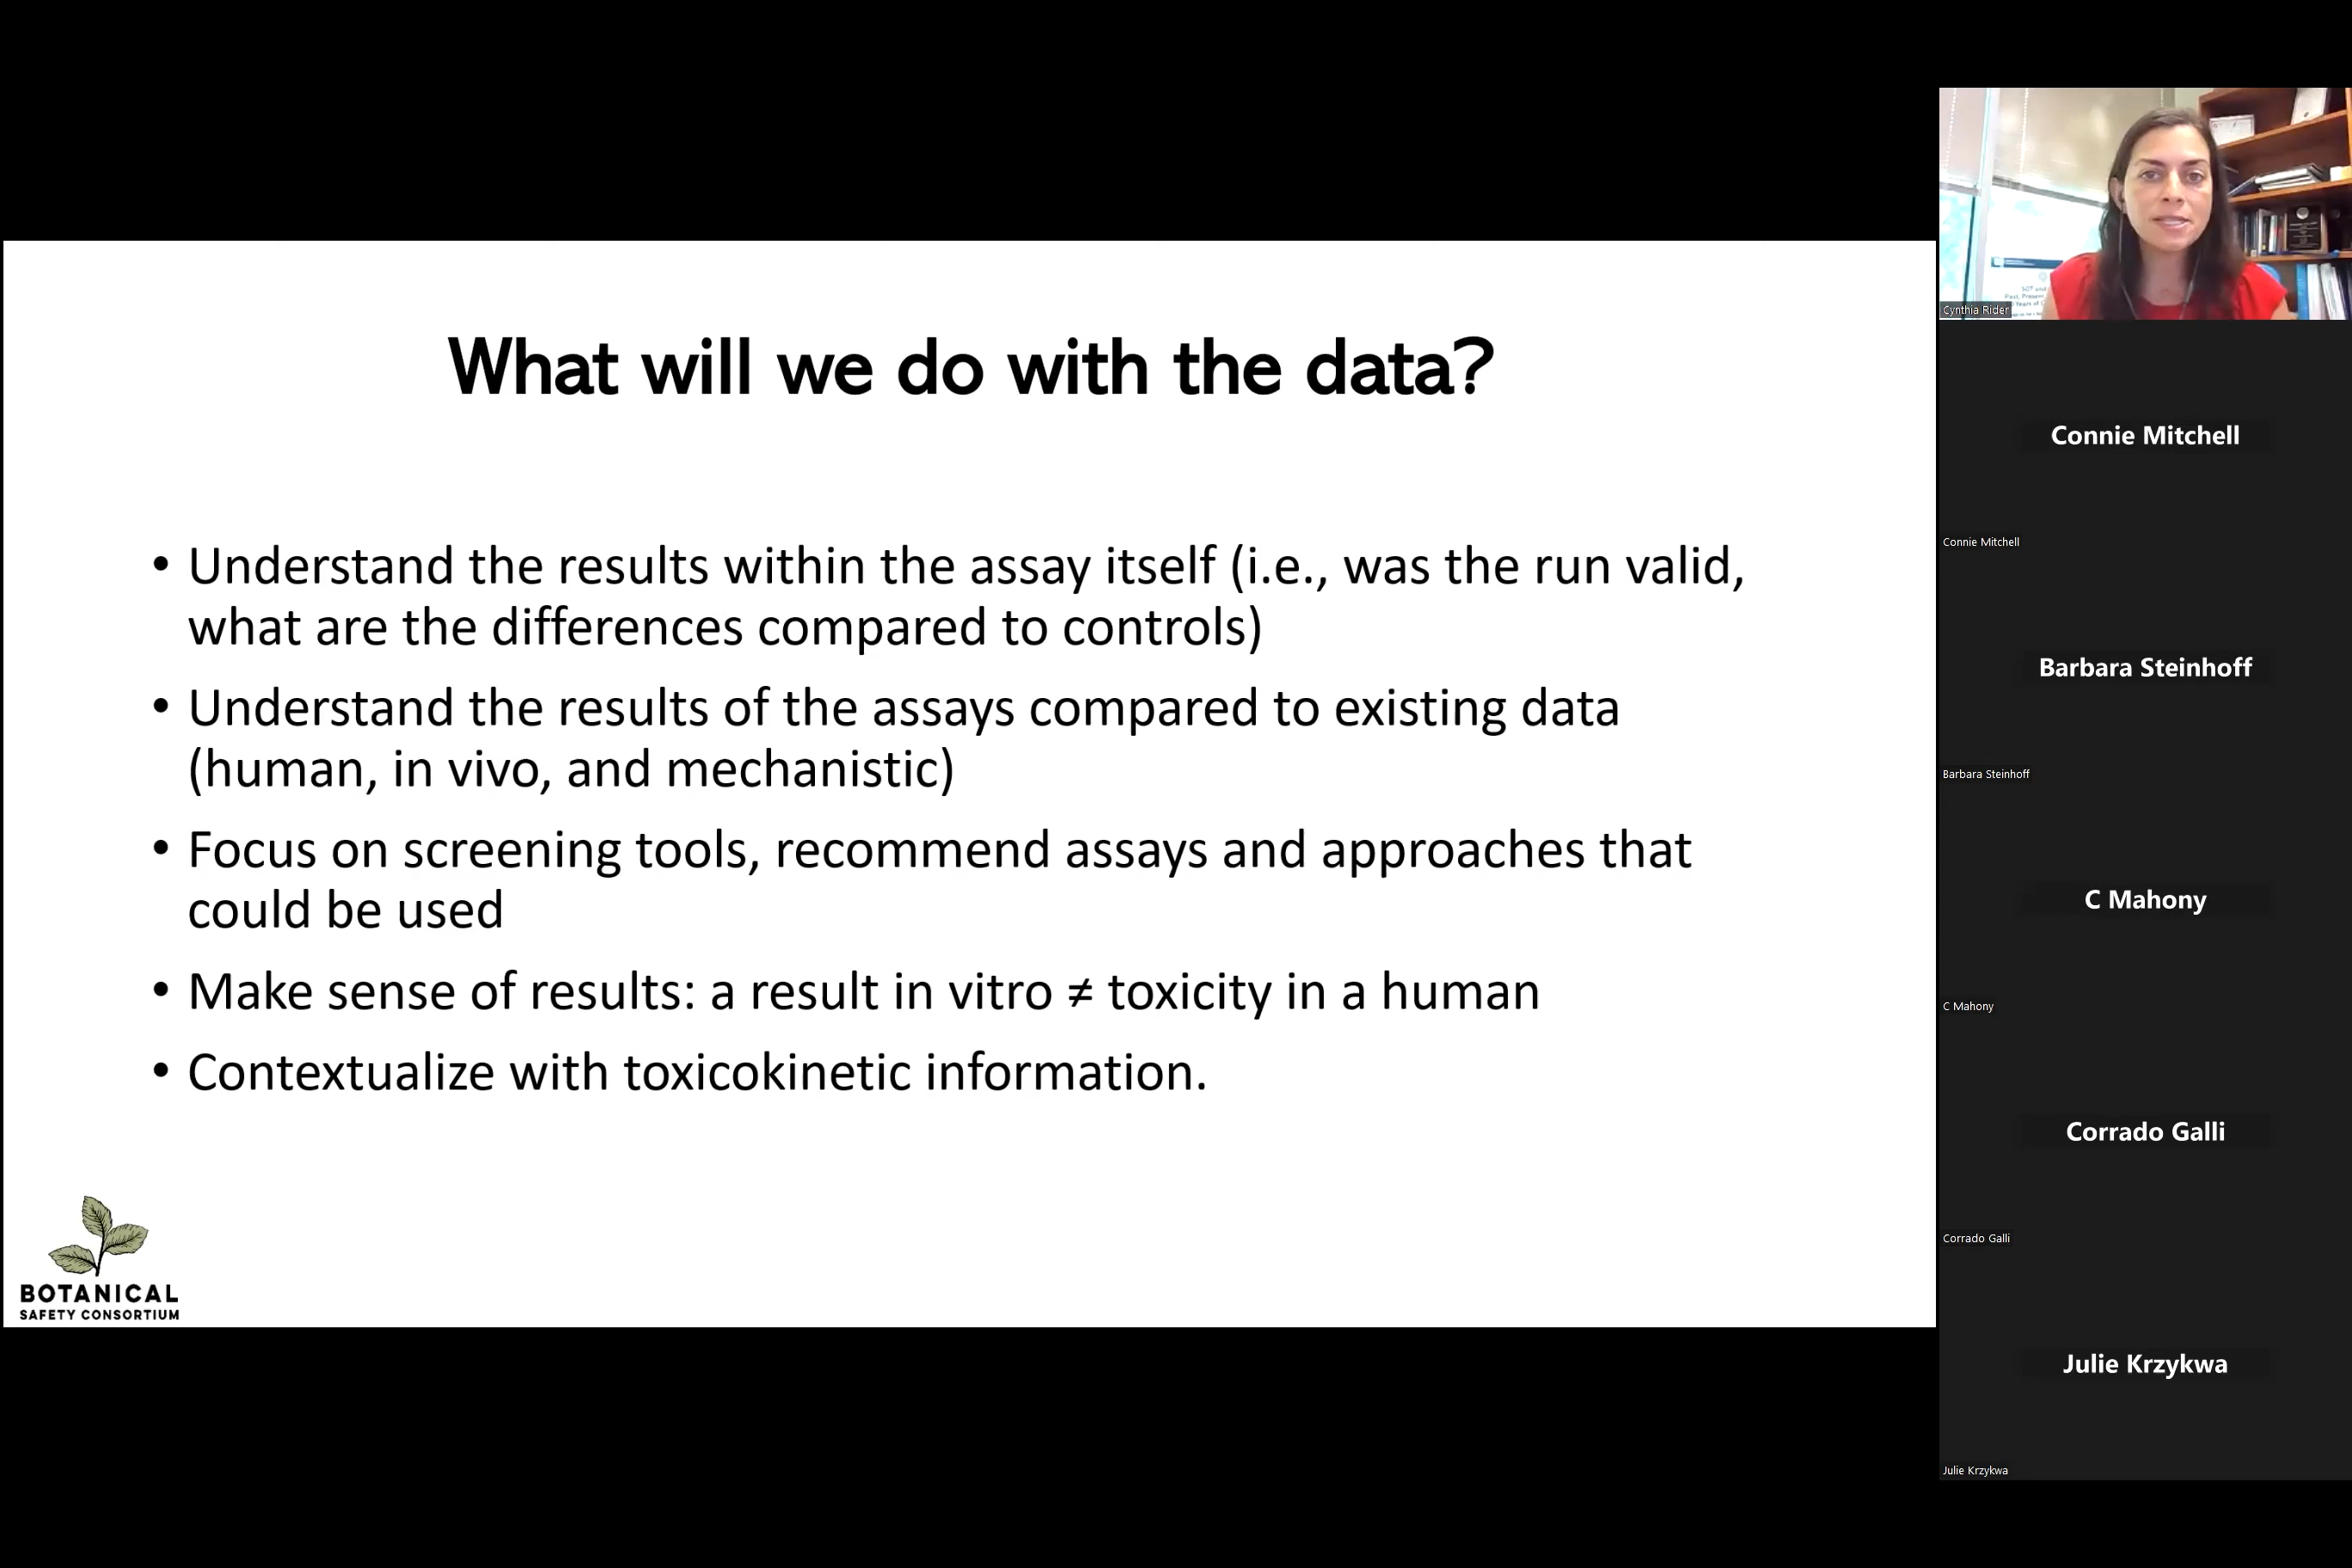 What will we do with the data?
• Understand the results within the assay itself (i.e., was the run valid,
what are the differences compared to controls)
• Understand the results of the assays compared to existing data
(human, in vivo, and mechanistic)
• Focus on screening tools, recommend assays and approaches that
could be used
• Make sense of results: a result in vitro ≠ toxicity in a human
• Contextualize with toxicokinetic information.
BOTANICAL
SAFETY CONSORTIUM
Cynthia Rider
Connie Mitchell
Connie Mitchell
Barbara Steinhoff
Barbara Steinhoff
C Mahony
C Mahony
Corrado Galli
Corrado Galli
Julie Krzykwa
Julie Krzykwa